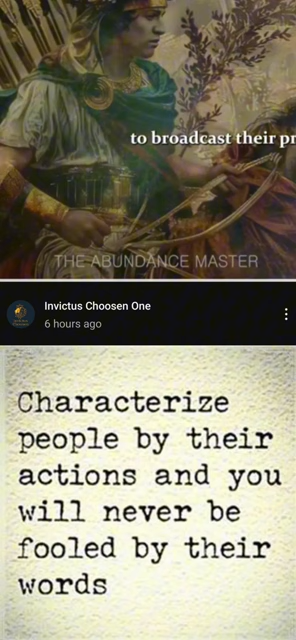 to broadcast their pr
THE ABUNDANCE MASTER
Invictus Choosen One
6 hours ago
Characterize
people by their
actions and you
will never be
fooled by their
words